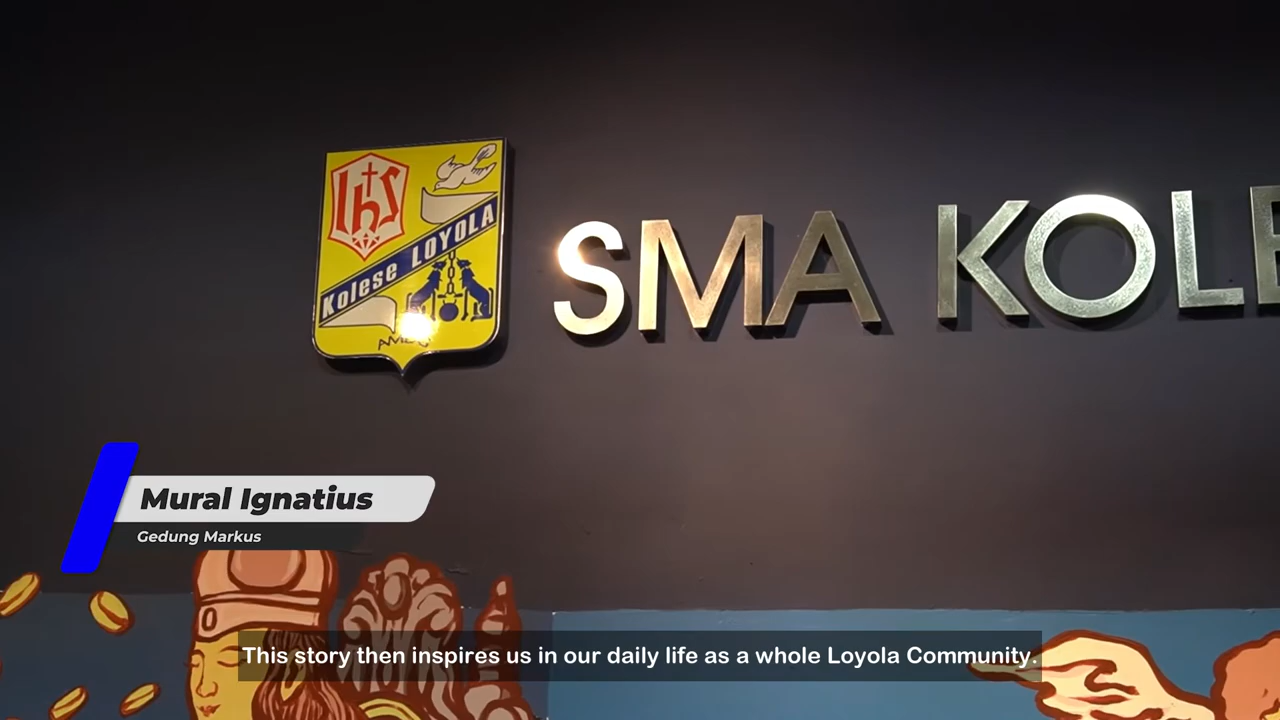 Ihs
Kolese LOYOLA
SMA KOLE
Mural Ignatius
Gedung Markus
This story then inspires us in our daily life as a whole Loyola Community.